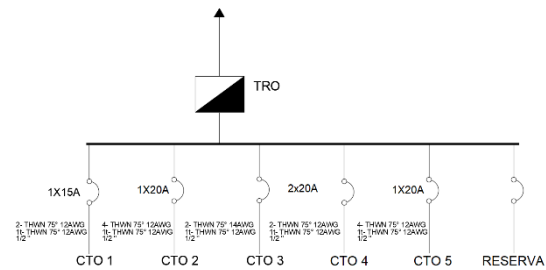 TRO
1X15A
1X20A
2x20A
1X20A
2- THWN 75° 12AWG
1t- THWN 75° 12AWG
1/2 "
4- THWN 75° 12AWG
1t- THWN 75° 12AWG
1/2 "
2- THWN 75° 14AWG
1t- THWN 75° 12AWG
1/2 "
2- THWN 75° 12AWG
1t- THWN 75° 12AWG
1/2 "
4- THWN 75° 12AWG
1t- THWN 75° 12AWG
1/2 "
CTO 1
CTO 2
CTO 3
CTO 4
CTO 5
RESERVA